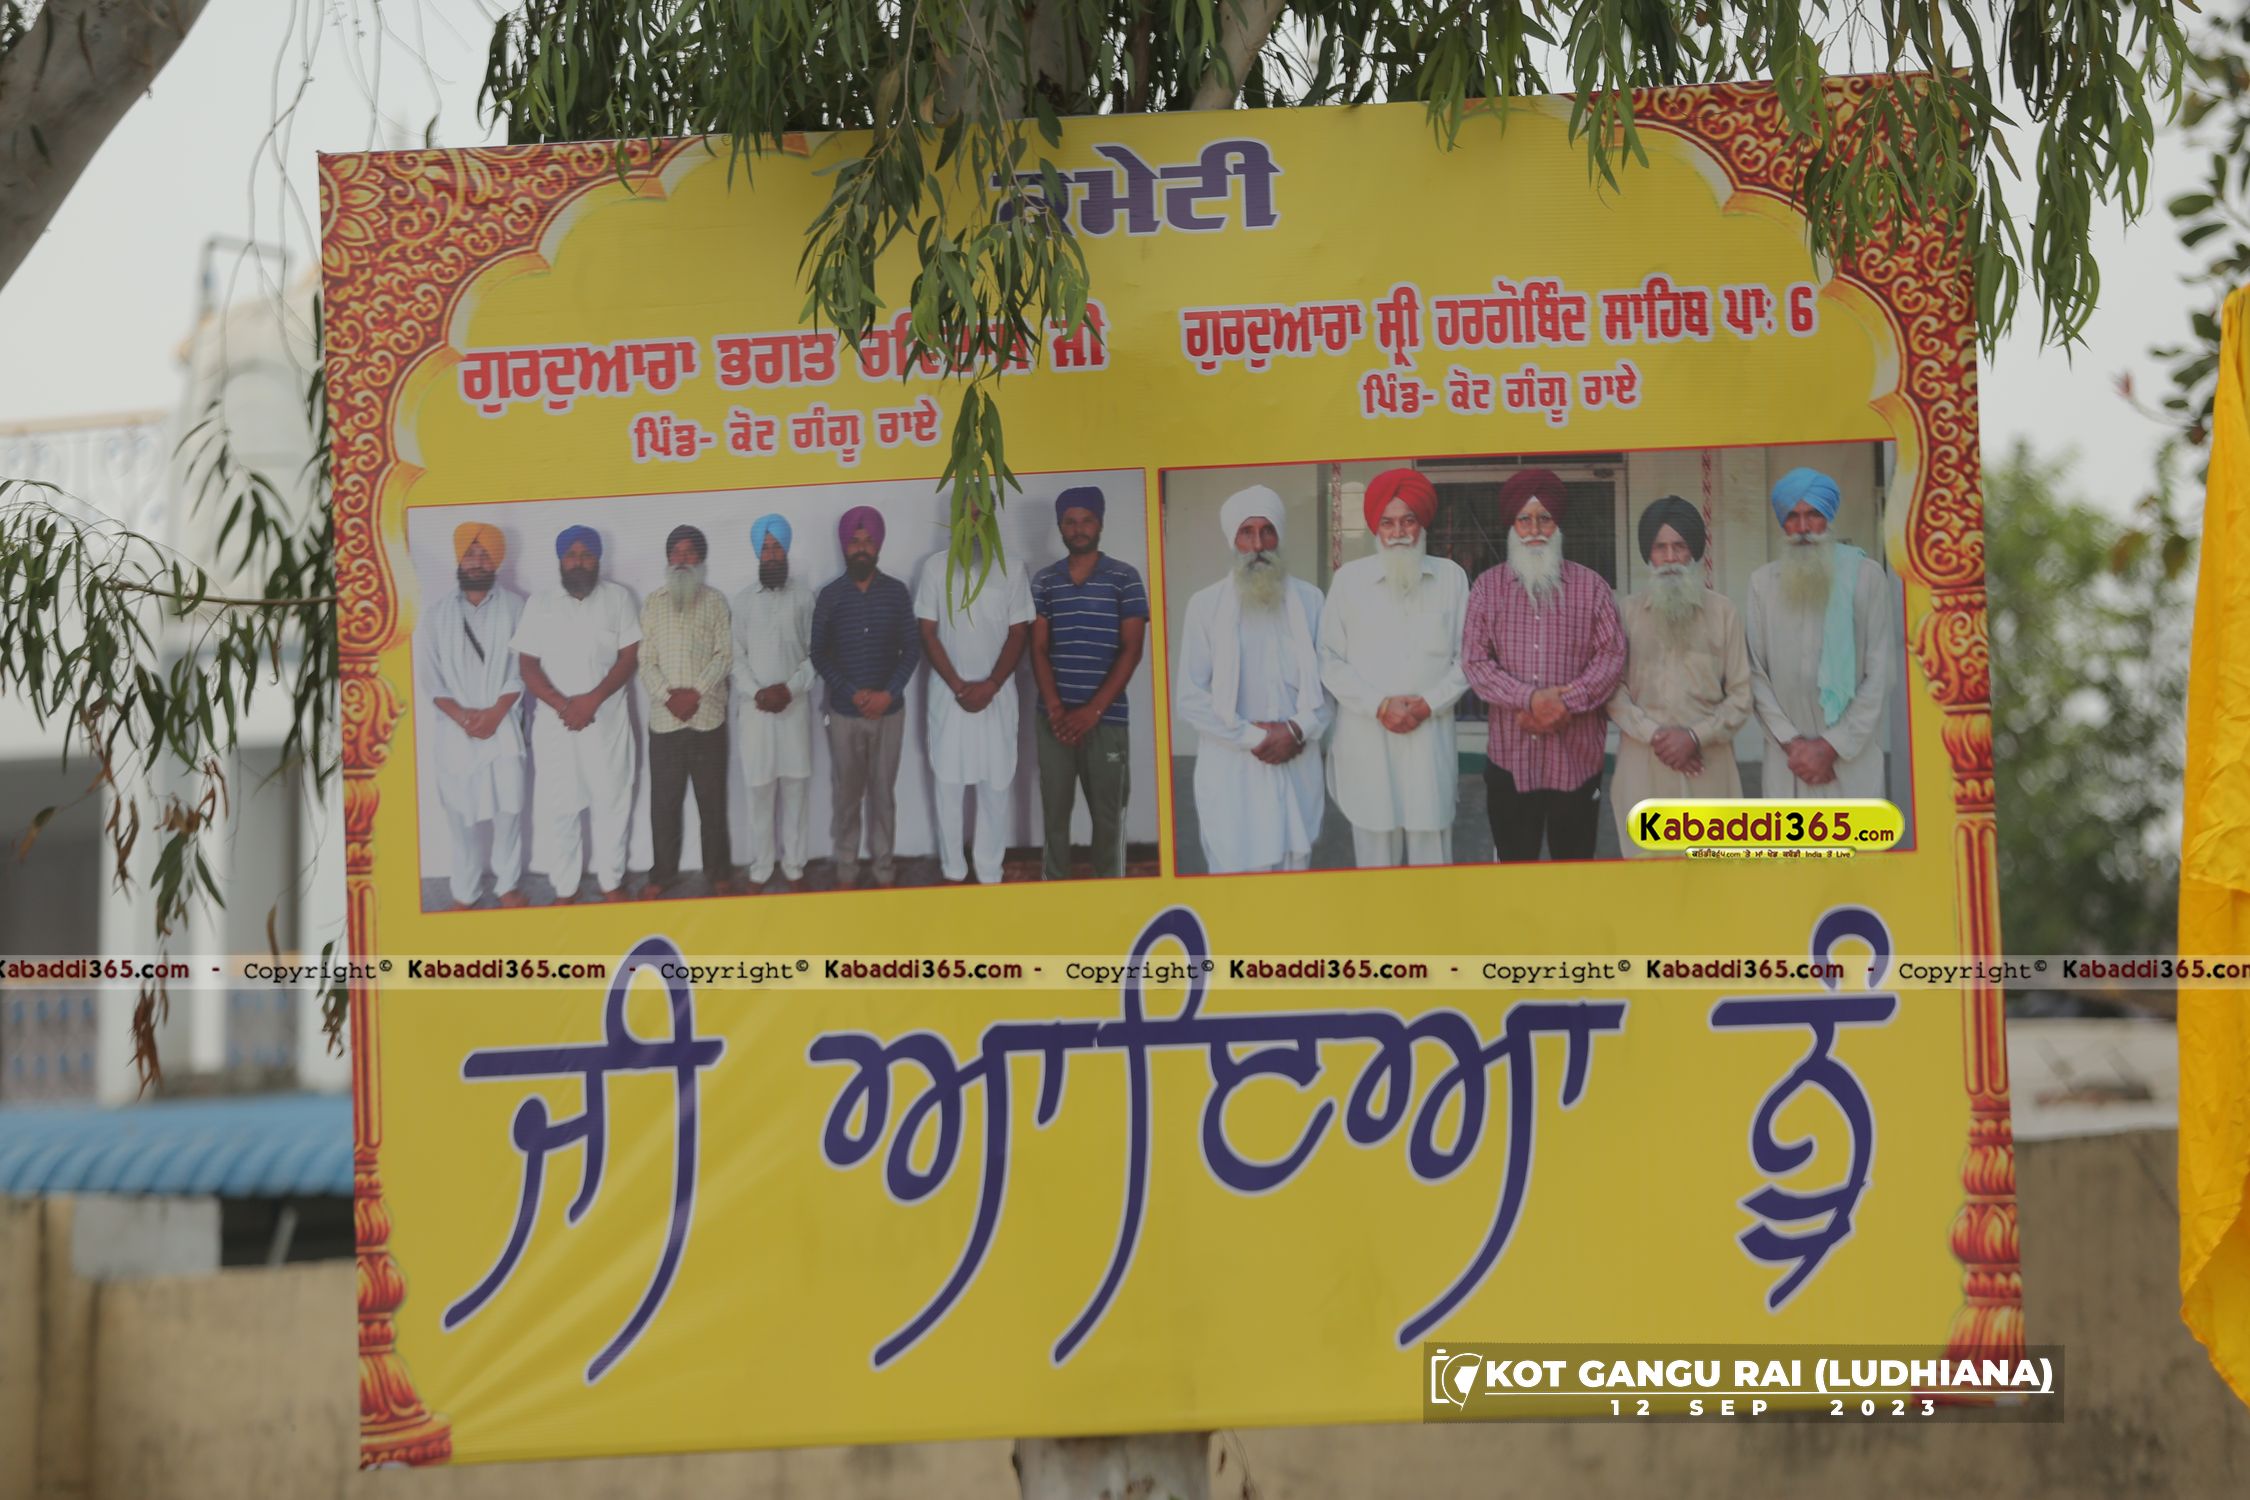 ਕਮੇਟੀ
ਗੁਰਦੁਆਰਾ ਭਗਤ ਰਵਿਦਾਸ ਜੀ
ਪਿੰਡ- ਕੋਟ ਗੰਗੂ ਰਾਏ
ਗੁਰਦੁਆਰਾ ਸ੍ਰੀ ਹਰਗੋਬਿੰਦ ਸਾਹਿਬ ਪਾ: 6
ਪਿੰਡ- ਕੋਟ ਗੰਗੂ ਰਾਏ
Kabaddi365.com
Kabaddi365.com - Copyright© Kabaddi365.com - Copyright© Kabaddi365.com - Copyright© Kabaddi365.com - Copyright© Kabaddi365.com - Copyright© Kabaddi365.com
ਜੀ ਆਇਆ ਨੂੰ
KOT GANGU RAI (LUDHIANA)
12 SEP 2023